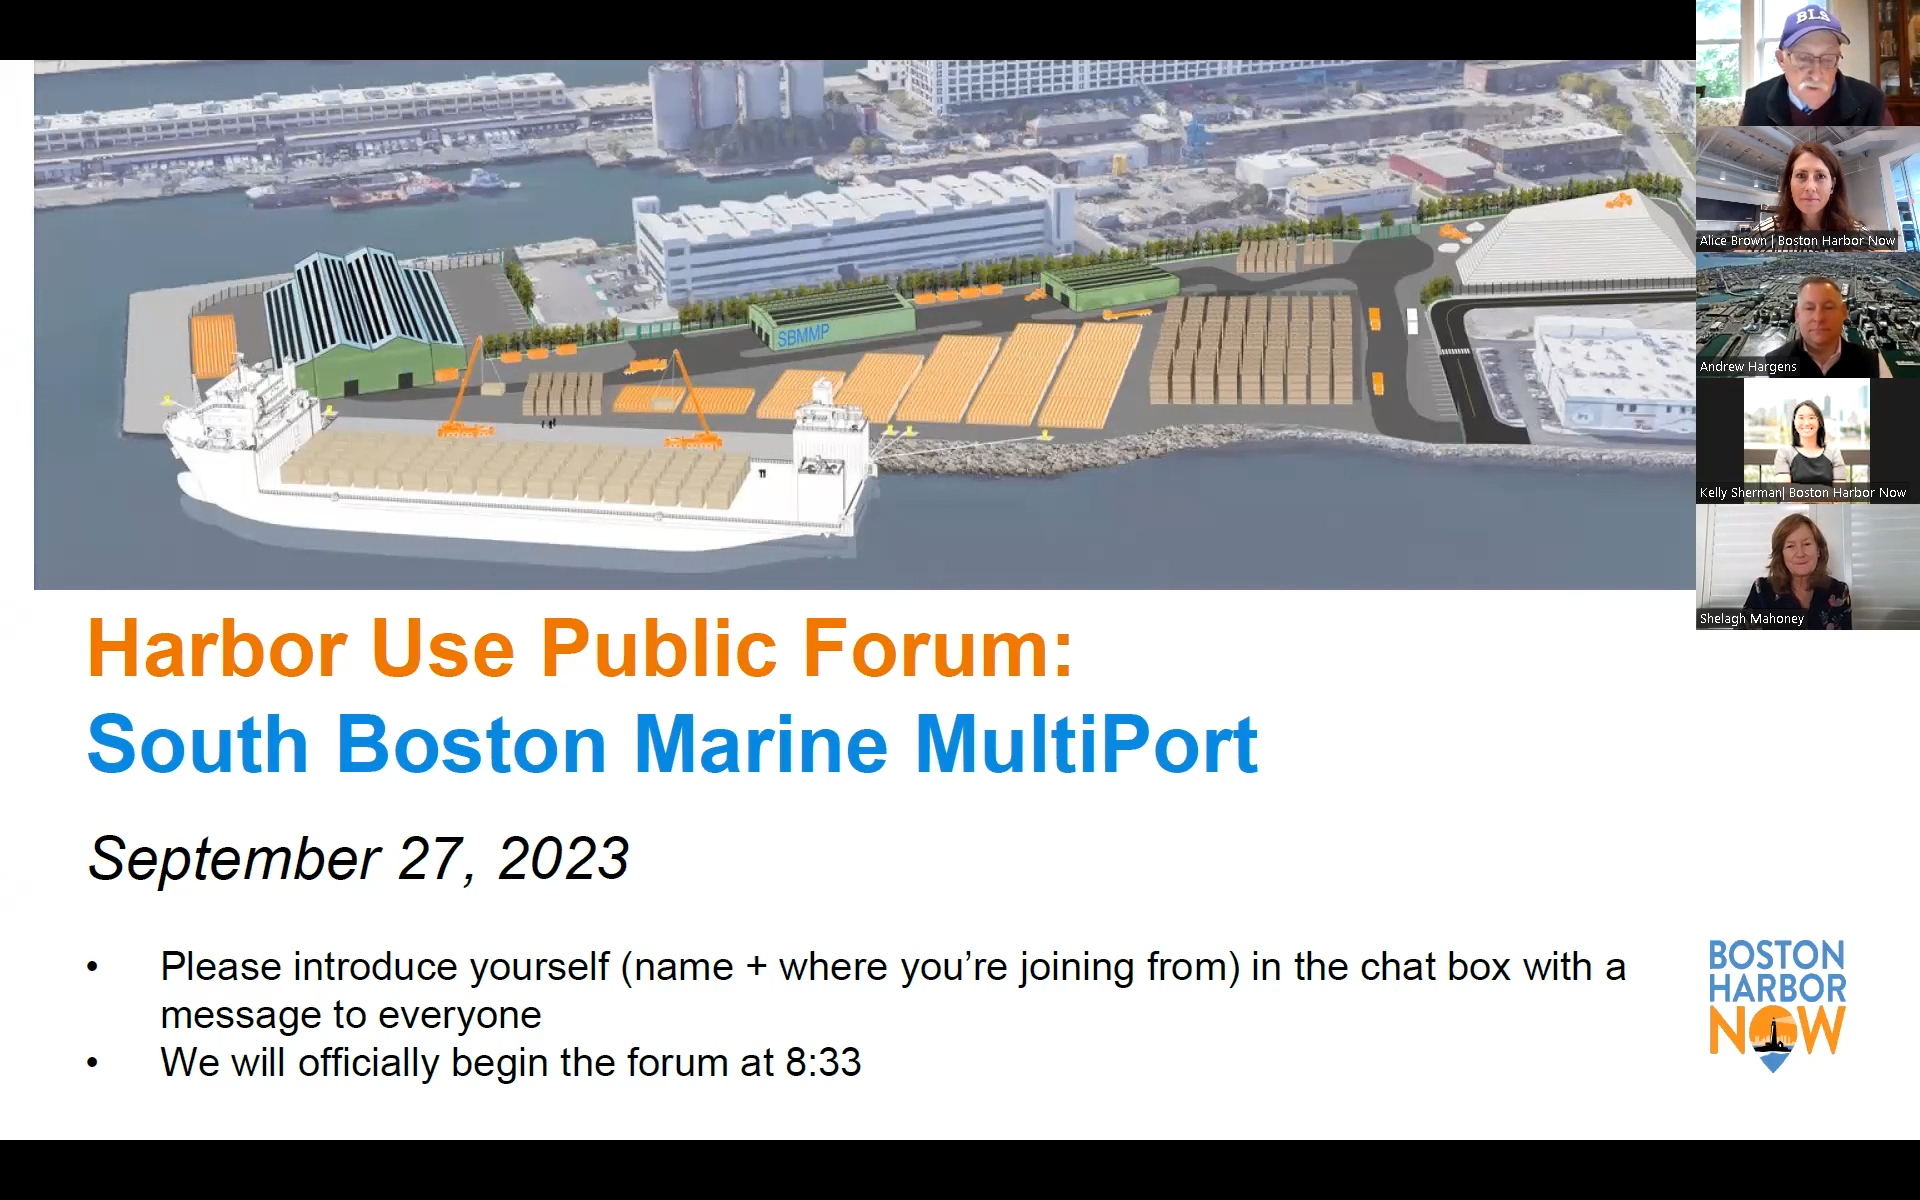 BLS
Alice Brown | Boston Harbor Now
Andrew Hargens
Kelly Sherman| Boston Harbor Now
Shelagh Mahoney
SBMMP
Harbor Use Public Forum:
South Boston Marine MultiPort
September 27, 2023
• Please introduce yourself (name + where you’re joining from) in the chat box with a
message to everyone
• We will officially begin the forum at 8:33
BOSTON
HARBOR
NOW